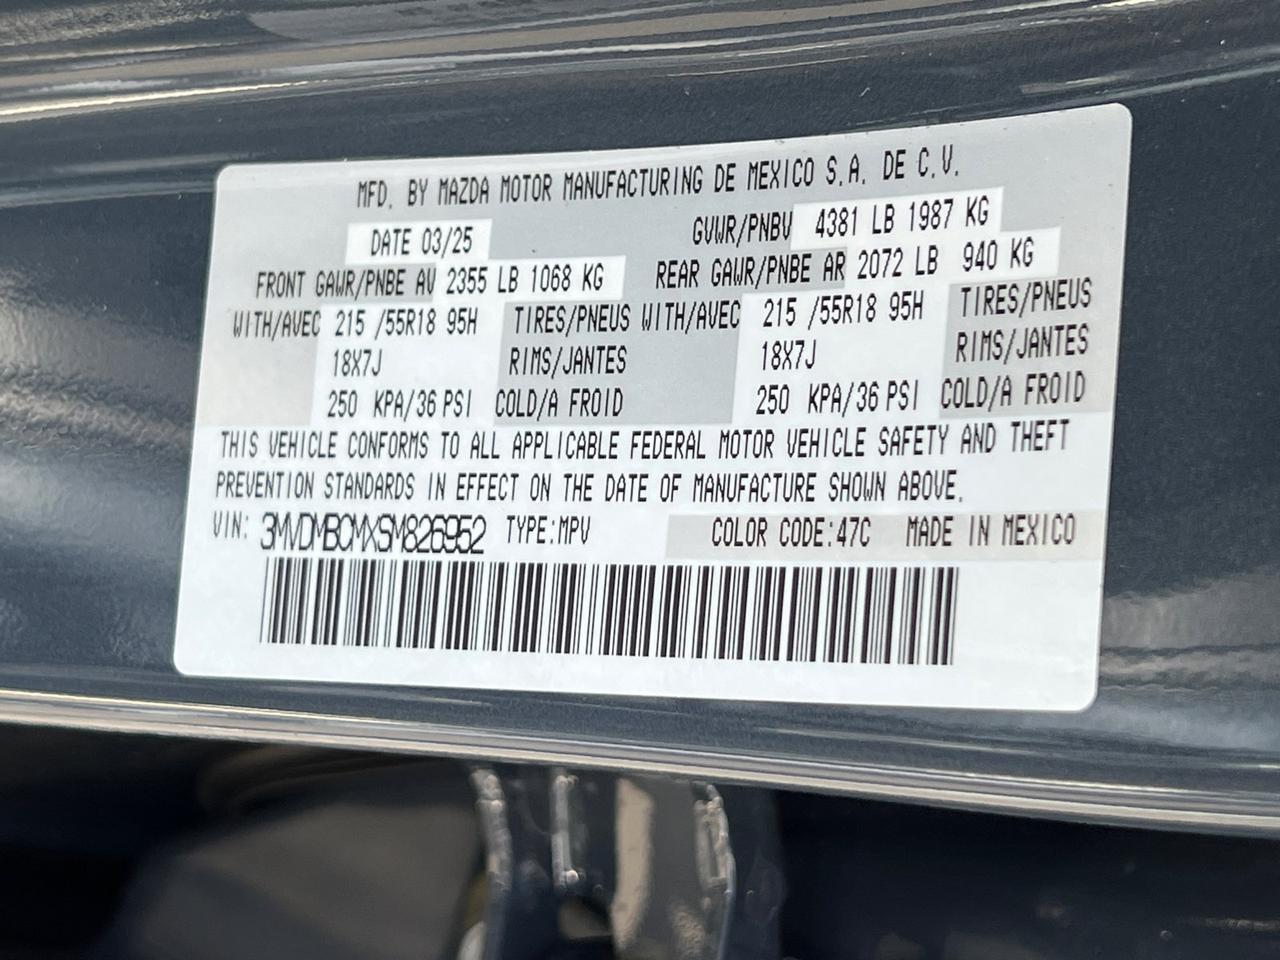 MFD. BY MAZDA MOTOR MANUFACTURING DE MEXICO S.A. DE C.V.
DATE 03/25 GVWR/PNBV 4381 LB 1987 KG
FRONT GAWR/PNBE AV 2355 LB 1068 KG REAR GAWR/PNBE AR 2072 LB 940 KG
WITH/AVEC 215 /55R18 95H TIRES/PNEUS WITH/AVEC 215 /55R18 95H TIRES/PNEUS
18X7J RIMS/JANTES 18X7J RIMS/JANTES
250 KPA/36 PSI COLD/A FROID 250 KPA/36 PSI COLD/A FROID
THIS VEHICLE CONFORMS TO ALL APPLICABLE FEDERAL MOTOR VEHICLE SAFETY AND THEFT
PREVENTION STANDARDS IN EFFECT ON THE DATE OF MANUFACTURE SHOWN ABOVE.
VIN: 3MVDMBCMXSM826952 TYPE:MPV COLOR CODE:47C MADE IN MEXICO